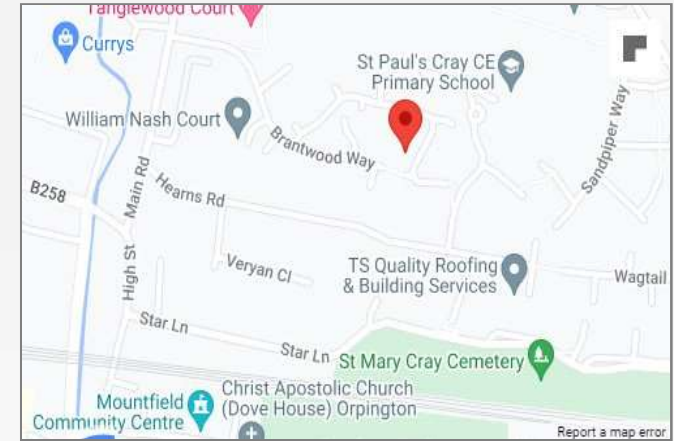 Tanglewood Court
Currys
St Paul's Cray CE
Primary School
William Nash Court
Brantwood Way
Sandpiper Way
B258
Main Rd
Hearns Rd
High St
Veryan Cl
TS Quality Roofing
& Building Services
Wagtail
Star Ln
Star Ln
St Mary Cray Cemetery
Mountfield
Community Centre
Christ Apostolic Church
(Dove House) Orpington
Report a map error